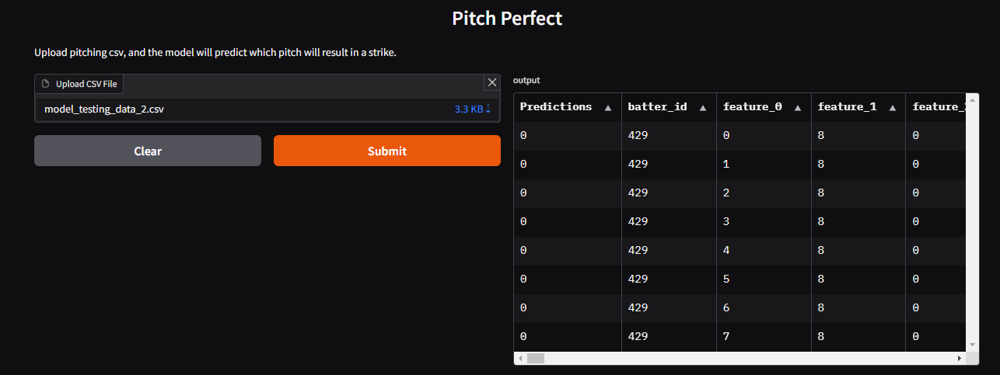 Pitch Perfect
Upload pitching csv, and the model will predict which pitch will result in a strike.
Upload CSV File
model_testing_data_2.csv 3.3 KB
Clear Submit
output
Predictions batter_id feature_0 feature_1 feature_
0 429 0 8 0
0 429 1 8 0
0 429 2 8 0
0 429 3 8 0
0 429 4 8 0
0 429 5 8 0
0 429 6 8 0
0 429 7 8 0